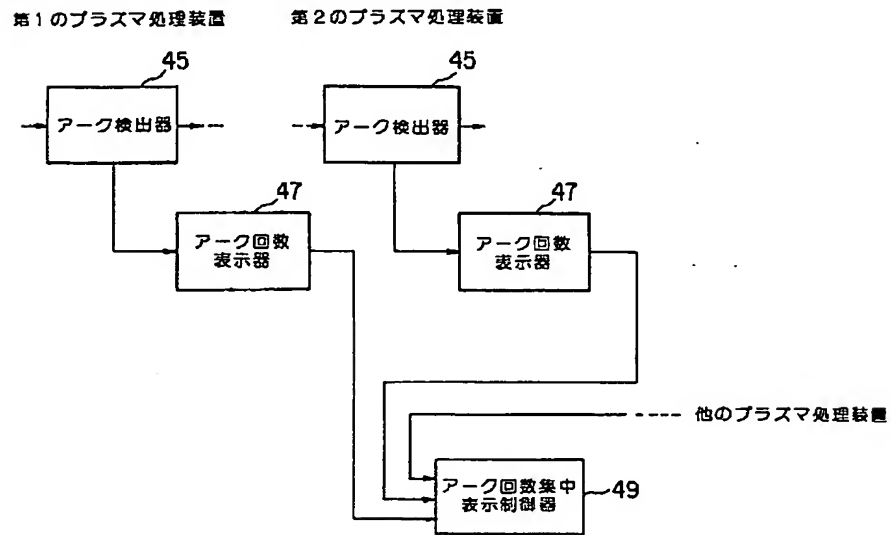 第1のプラズマ処理装置
第2のプラズマ処理装置
45
45
アーク検出器
アーク検出器
47
47
アーク回数
表示器
アーク回数
表示器
他のプラズマ処理装置
アーク回数集中
表示制御器
49